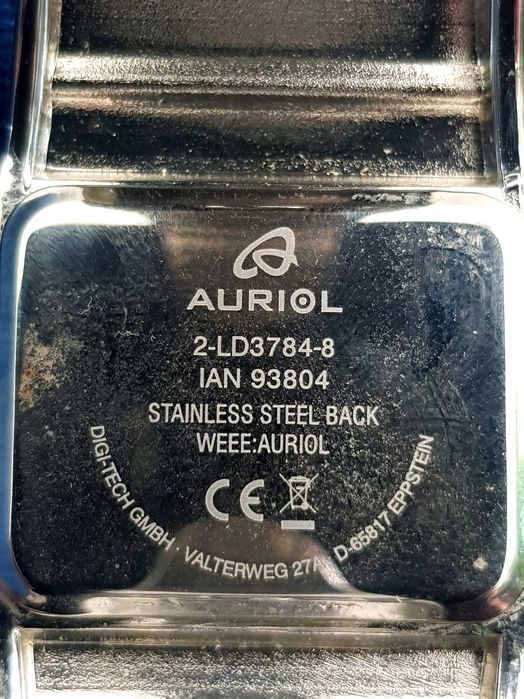 AURIOL
2-LD3784-8
IAN 93804
STAINLESS STEEL BACK
WEEE:AURIOL
CE
DIGI-TECH GMBH · VALTERWEG 27A D-65817 EPPSTEIN